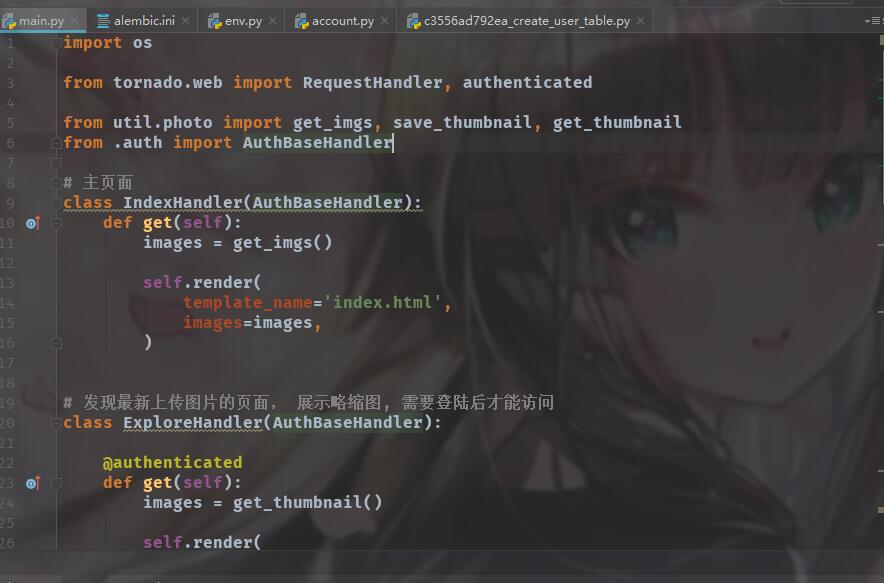 main.py alembic.ini env.py account.py c3556ad792ea_create_user_table.py
1 import os
2
3 from tornado.web import RequestHandler, authenticated
4
5 from util.photo import get_imgs, save_thumbnail, get_thumbnail
6 from .auth import AuthBaseHandler
7
8 # 主页面
9 class IndexHandler(AuthBaseHandler):
10 def get(self):
11 images = get_imgs()
12
13 self.render(
14 template_name='index.html',
15 images=images,
16 )
17
18
19 # 发现最新上传图片的页面, 展示略缩图,需要登陆后才能访问
20 class ExploreHandler(AuthBaseHandler):
21
22 @authenticated
23 def get(self):
24 images = get_thumbnail()
25
26 self.render(